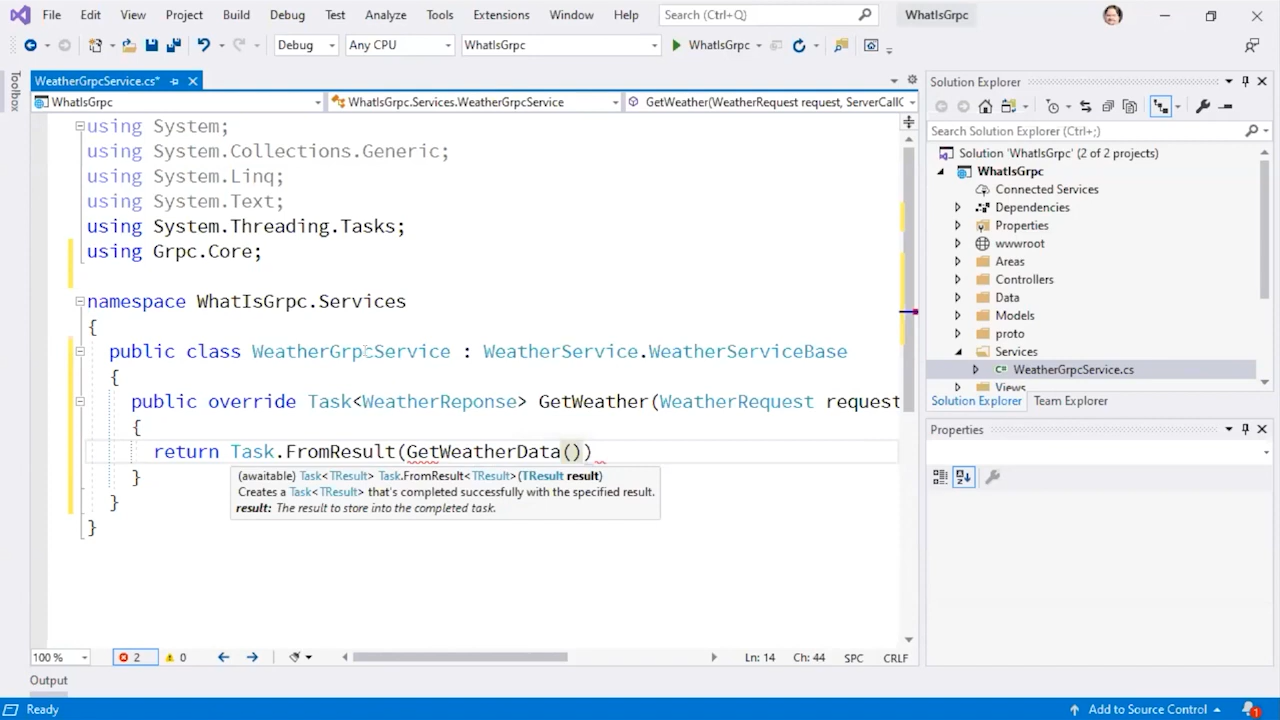 File Edit View Project Build Debug Test Analyze Tools Extensions Window Help Search (Ctrl+Q) WhatIsGrpc
Debug Any CPU WhatIsGrpc WhatIsGrpc
Toolbox
WeatherGrpcService.cs*
WhatIsGrpc WhatIsGrpc.Services.WeatherGrpcService GetWeather(WeatherRequest request, ServerCallC
using System;
using System.Collections.Generic;
using System.Linq;
using System.Text;
using System.Threading.Tasks;
using Grpc.Core;
namespace WhatIsGrpc.Services
{
public class WeatherGrpcService : WeatherService.WeatherServiceBase
{
public override Task<WeatherReponse> GetWeather(WeatherRequest request
{
return Task.FromResult(GetWeatherData())
}
}
}
(awaitable) Task<TResult> Task.FromResult<TResult>(TResult result)
Creates a Task<TResult> that's completed successfully with the specified result.
result: The result to store into the completed task.
100 % 2 0 Ln: 14 Ch: 44 SPC CRLF
Output
Solution Explorer
Search Solution Explorer (Ctrl+;)
Solution 'WhatIsGrpc' (2 of 2 projects)
WhatIsGrpc
Connected Services
Dependencies
Properties
wwwroot
Areas
Controllers
Data
Models
proto
Services
C# WeatherGrpcService.cs
Views
Solution Explorer Team Explorer
Properties
Ready Add to Source Control 1